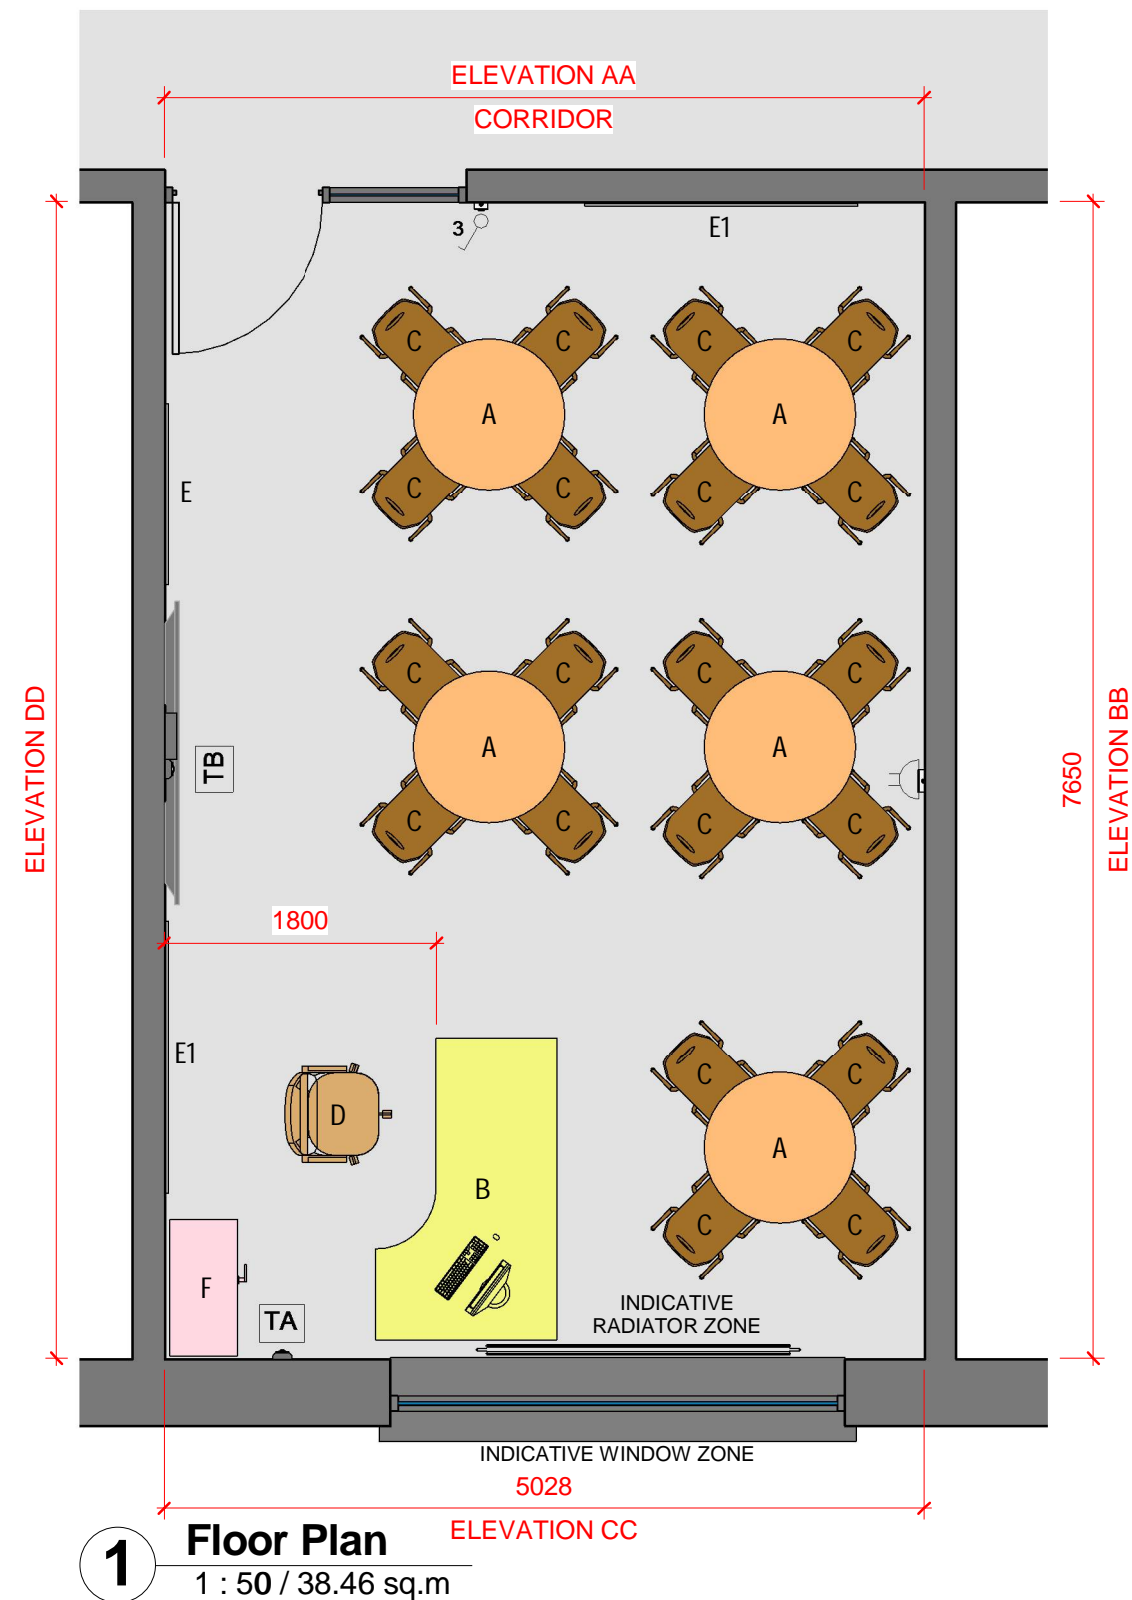 ELEVATION AA
CORRIDOR
3
E1
C C C C
A A
C C C C
E
C C C C
ELEVATION DD
TB
A A
7650
ELEVATION BB
C C C C
1800
E1
C C
D
A
B
C C
F
TA
INDICATIVE
RADIATOR ZONE
INDICATIVE WINDOW ZONE
5028
ELEVATION CC
1
Floor Plan
1 : 50 / 38.46 sq.m